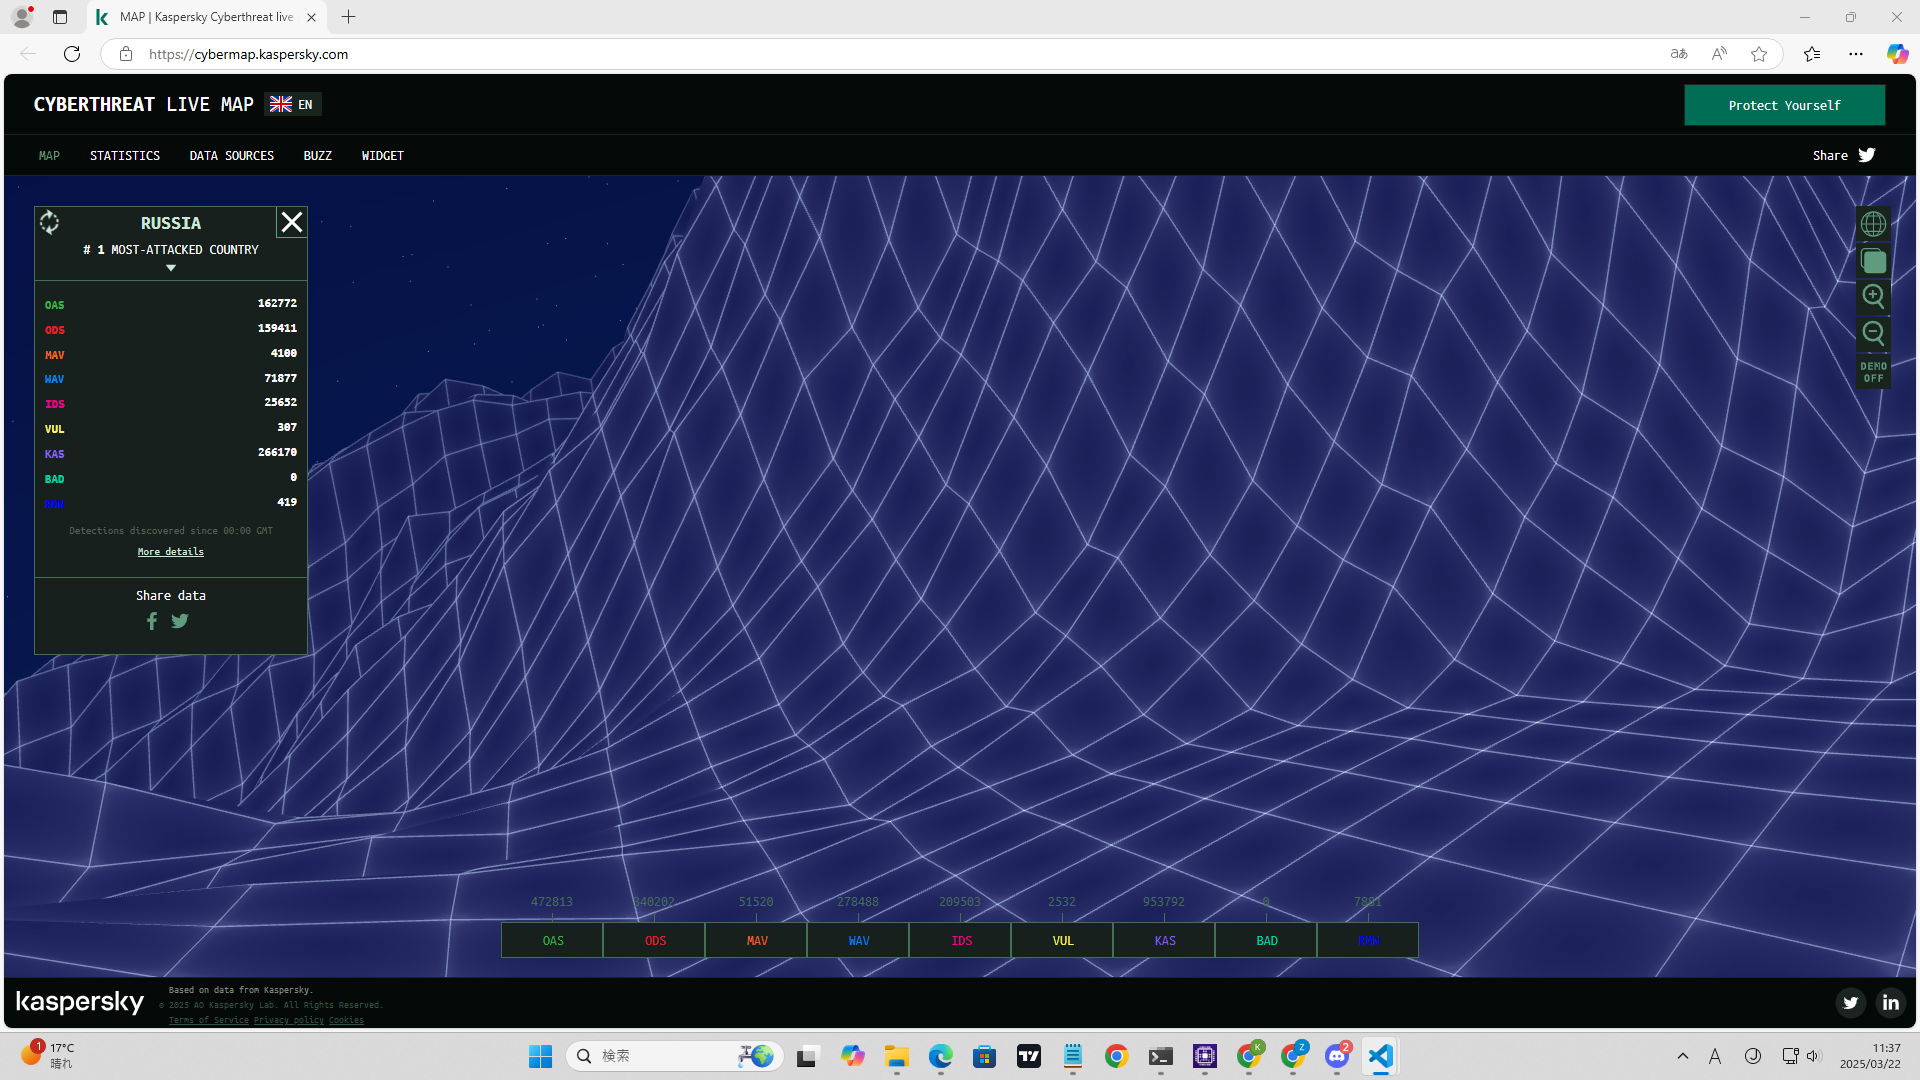 MAP | Kaspersky Cyberthreat live
https://cybermap.kaspersky.com
CYBERTHREAT LIVE MAP EN
Protect Yourself
MAP STATISTICS DATA SOURCES BUZZ WIDGET
Share
RUSSIA
# 1 MOST-ATTACKED COUNTRY
OAS 162772
ODS 159411
MAV 4100
WAV 71877
IDS 25652
VUL 307
KAS 266170
BAD 0
RMW 419
Detections discovered since 00:00 GMT
More details
Share data
DEMO
OFF
472813 340202 51520 278488 209503 2532 953792 0
OAS ODS MAV WAV IDS VUL KAS BAD RMW
kaspersky
Based on data from Kaspersky.
© 2025 AO Kaspersky Lab. All Rights Reserved.
Terms of Service Privacy policy Cookies
1
17°C
晴れ
検索
K
Z
2
A
11:37
2025/03/22